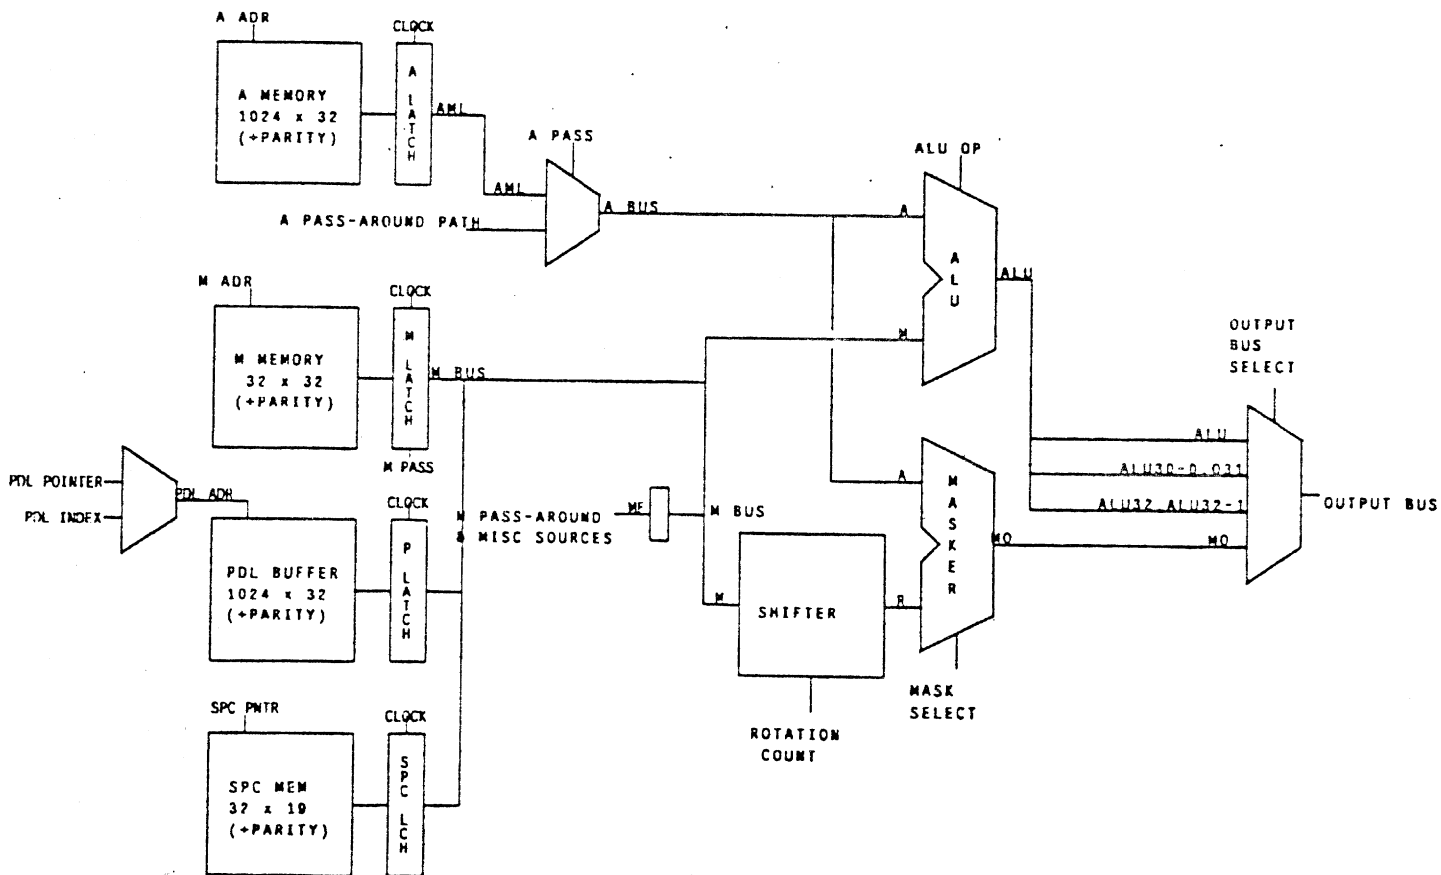 A ADR
CLOCK
A MEMORY
1024 x 32
(+PARITY)
A LATCH
AML
A PASS
AML
A PASS-AROUND PATH
A BUS
ALU OP
A
ALU
ALU
M
M ADR
CLOCK
M MEMORY
32 x 32
(+PARITY)
M LATCH
M BUS
M PASS
OUTPUT
BUS
SELECT
ALU
ALU30-0,Q31
ALU32,ALU32-1
MO
OUTPUT BUS
PDL POINTER
PDL INDEX
PDL ADR
CLOCK
PDL BUFFER
1024 x 32
(+PARITY)
P LATCH
M PASS-AROUND
& MISC SOURCES
MF
M BUS
M
SHIFTER
R
A
MASKER
MO
MASK
SELECT
ROTATION
COUNT
SPC PNTR
CLOCK
SPC MEM
32 x 19
(+PARITY)
SPC LCH